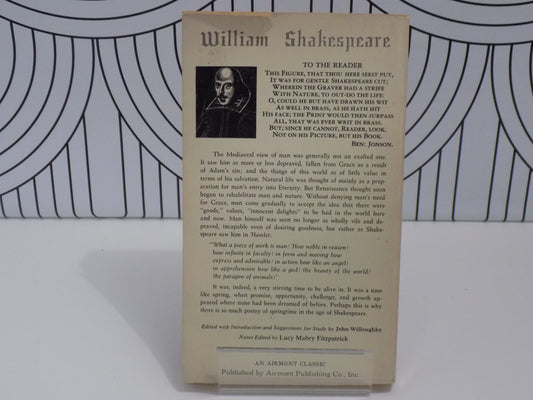 William Shakespeare
TO THE READER
THIS FIGURE, THAT THOU HERE SEEST PUT,
IT WAS FOR GENTLE SHAKESPEARE CUT;
WHEREIN THE GRAVER HAD A STRIFE
WITH NATURE, TO OUT-DO THE LIFE:
O, COULD HE BUT HAVE DRAWN HIS WIT
AS WELL IN BRASS, AS HE HATH HIT
HIS FACE; THE PRINT WOULD THEN SURPASS
ALL, THAT WAS EVER WRIT IN BRASS.
BUT, SINCE HE CANNOT, READER, LOOK,
NOT ON HIS PICTURE, BUT HIS BOOK.
BEN: JONSON.
The Mediaeval view of man was generally not an exalted one.
It saw him as more or less depraved, fallen from Grace as a result
of Adam's sin; and the things of this world as of little value in
terms of his salvation. Natural life was thought of mainly as a prep-
aration for man's entry into Eternity. But Renaissance thought soon
began to rehabilitate man and nature. Without denying man's need
for Grace, men came gradually to accept the idea that there were
"goods," values, "innocent delights" to be had in the world here
and now. Man himself was seen no longer as wholly vile and de-
praved, incapable even of desiring goodness, but rather as Shake-
speare saw him in Hamlet.
"What a piece of work is man! How noble in reason!
how infinite in faculty! in form and moving how
express and admirable! in action how like an angel!
in apprehension how like a god! the beauty of the world!
the paragon of animals!"
It was, indeed, a very stirring time to be alive in. It was a time
like spring, when promise, opportunity, challenge, and growth ap-
peared where none had been dreamed of before. Perhaps this is why
there is so much poetry of springtime in the age of Shakespeare.
Edited with Introduction and Suggestions for Study by John Willoughby
Notes Edited by Lucy Mabry Fitzpatrick
AN AIRMONT CLASSIC
Published by Airmont Publishing Co., Inc.